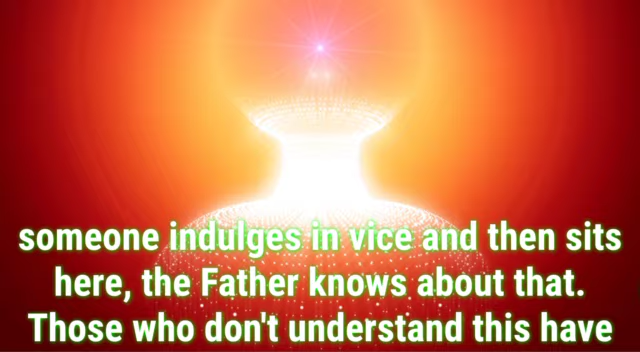 someone indulges in vice and then sits
here, the Father knows about that.
Those who don't understand this have